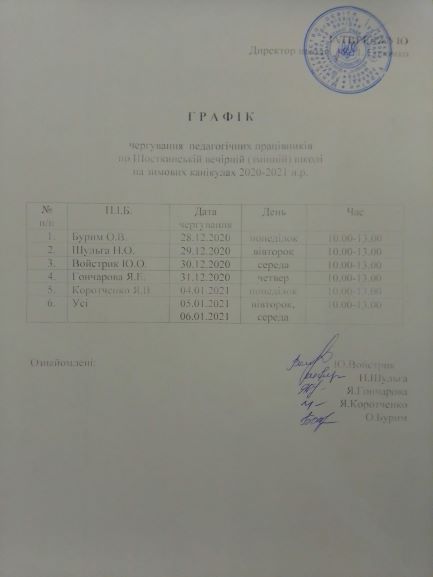 Директор
ГРАФІК
чергування педагогічних працівників
по Шосткинській вечірній (змінній) школі
на зимових канікулах 2020-2021 н.р.
№ п/п П.І.Б. Дата чергування День Час
1. Бурим О.В. 28.12.2020 понеділок 10.00-13.00
2. Шульга Н.О. 29.12.2020 вівторок 10.00-13.00
3. Войстрик Ю.О. 30.12.2020 середа 10.00-13.00
4. Гончарова Я.Е. 31.12.2020 четвер 10.00-13.00
5. Коротченко Я.В. 04.01.2021 понеділок 10.00-13.00
6. Усі 05.01.2021 вівторок, 10.00-13.00
06.01.2021 середа
Ознайомлені: Ю.Войстрик
Н.Шульга
Я.Гончарова
Я.Коротченко
О.Бурим